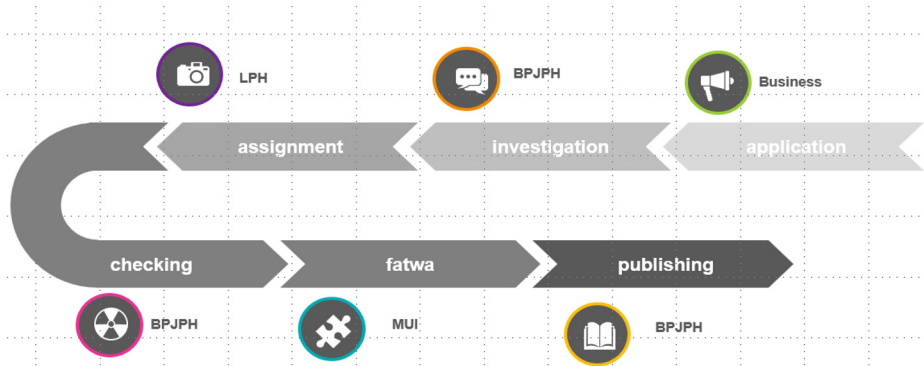 LPH
BPJPH
Business
assignment
investigation
application
checking
fatwa
publishing
BPJPH
MUI
BPJPH